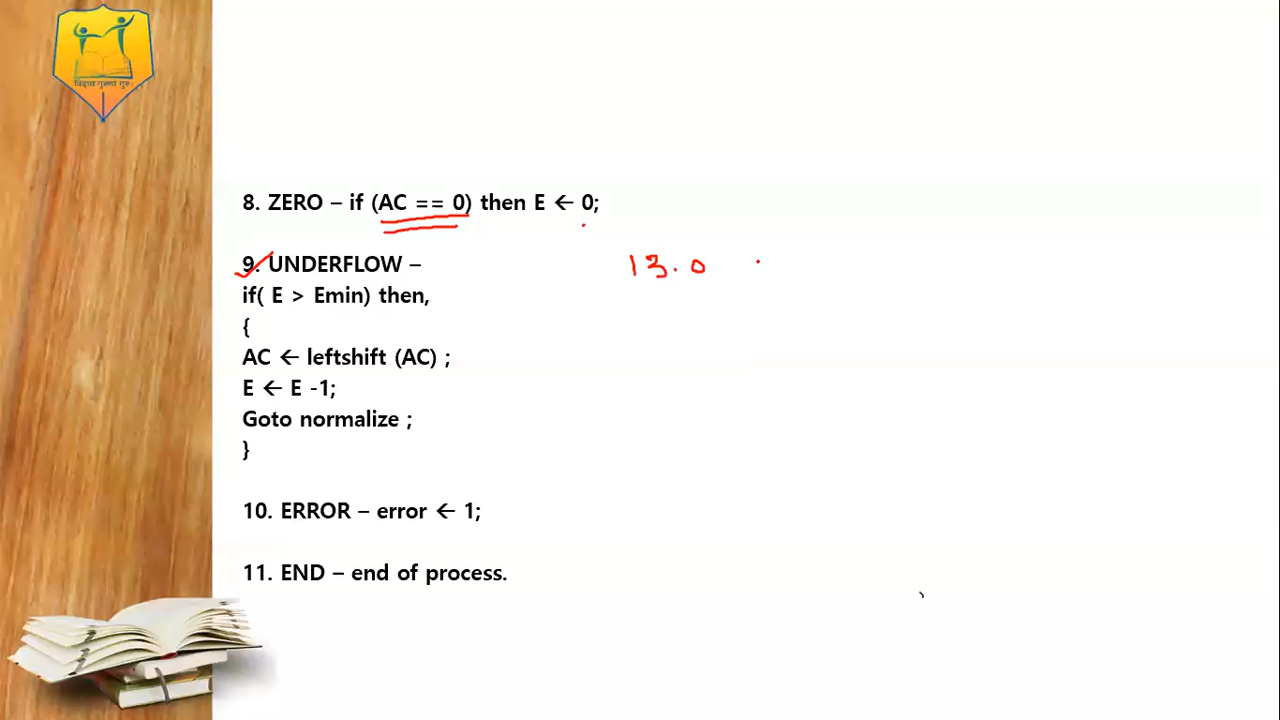 8. ZERO – if (AC == 0) then E ← 0;
9. UNDERFLOW –
13.0
if( E > Emin) then,
{
AC ← leftshift (AC) ;
E ← E -1;
Goto normalize ;
}
10. ERROR – error ← 1;
11. END – end of process.